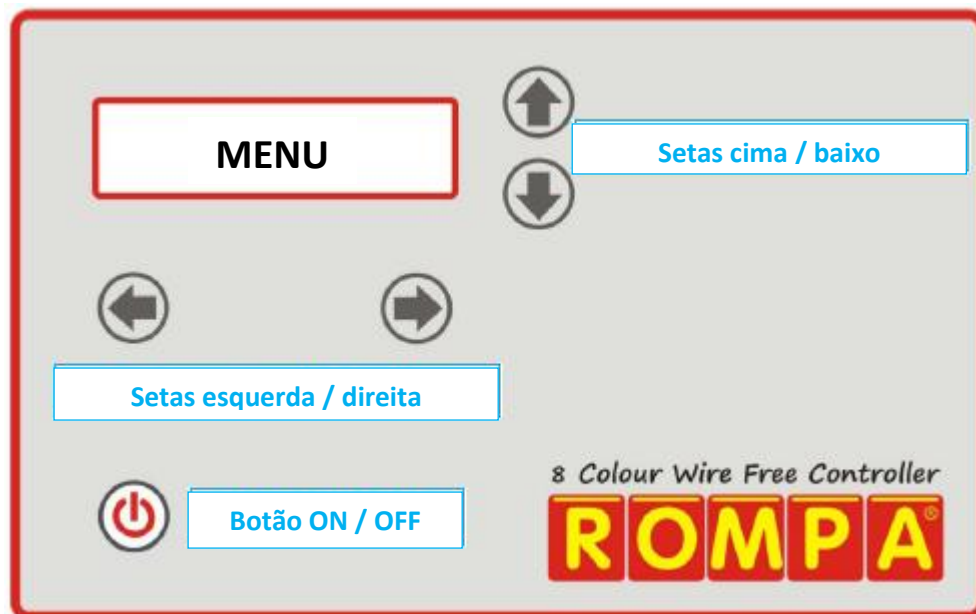 MENU
Setas cima / baixo
Setas esquerda / direita
Botão ON / OFF
8 Colour Wire Free Controller
ROMPA®